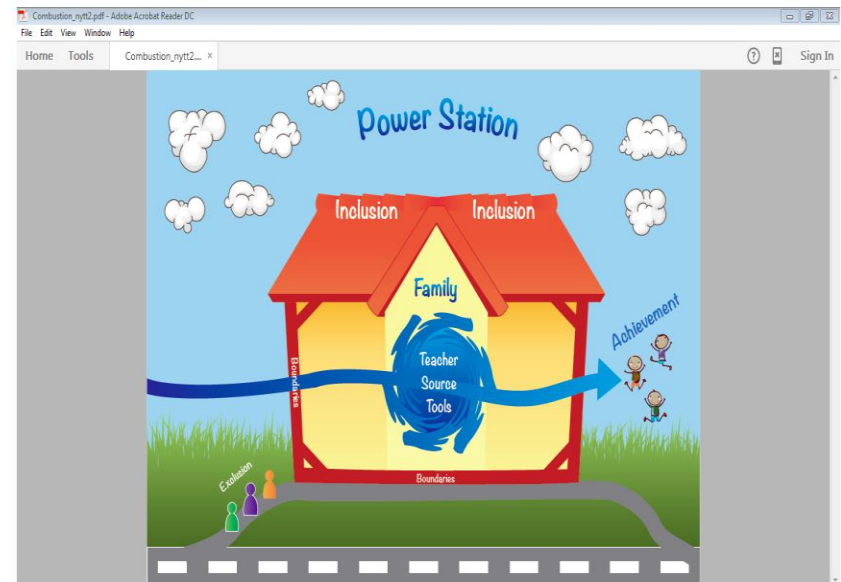 Combustion_nytt2.pdf - Adobe Acrobat Reader DC
File Edit View Window Help
Home Tools Combustion_nytt2... × ? Sign In
Power Station
Inclusion Inclusion
Family
Achievement
Teacher
Source
Tools
Boundaries
Exclusion
Boundaries